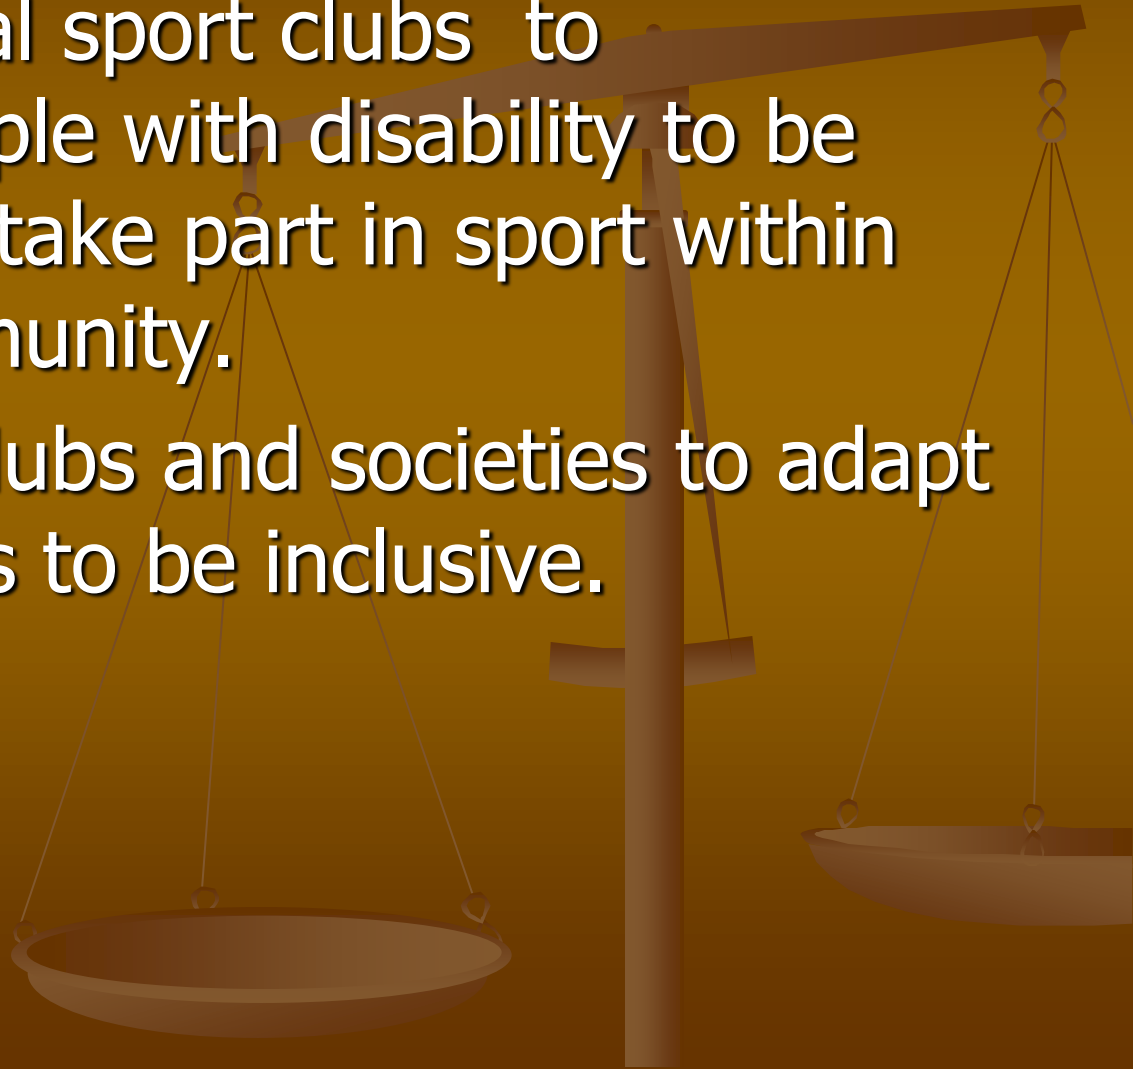 al sport clubs  to
ple with disability to be
take part in sport within
munity.
lubs and societies to adapt
s to be inclusive.